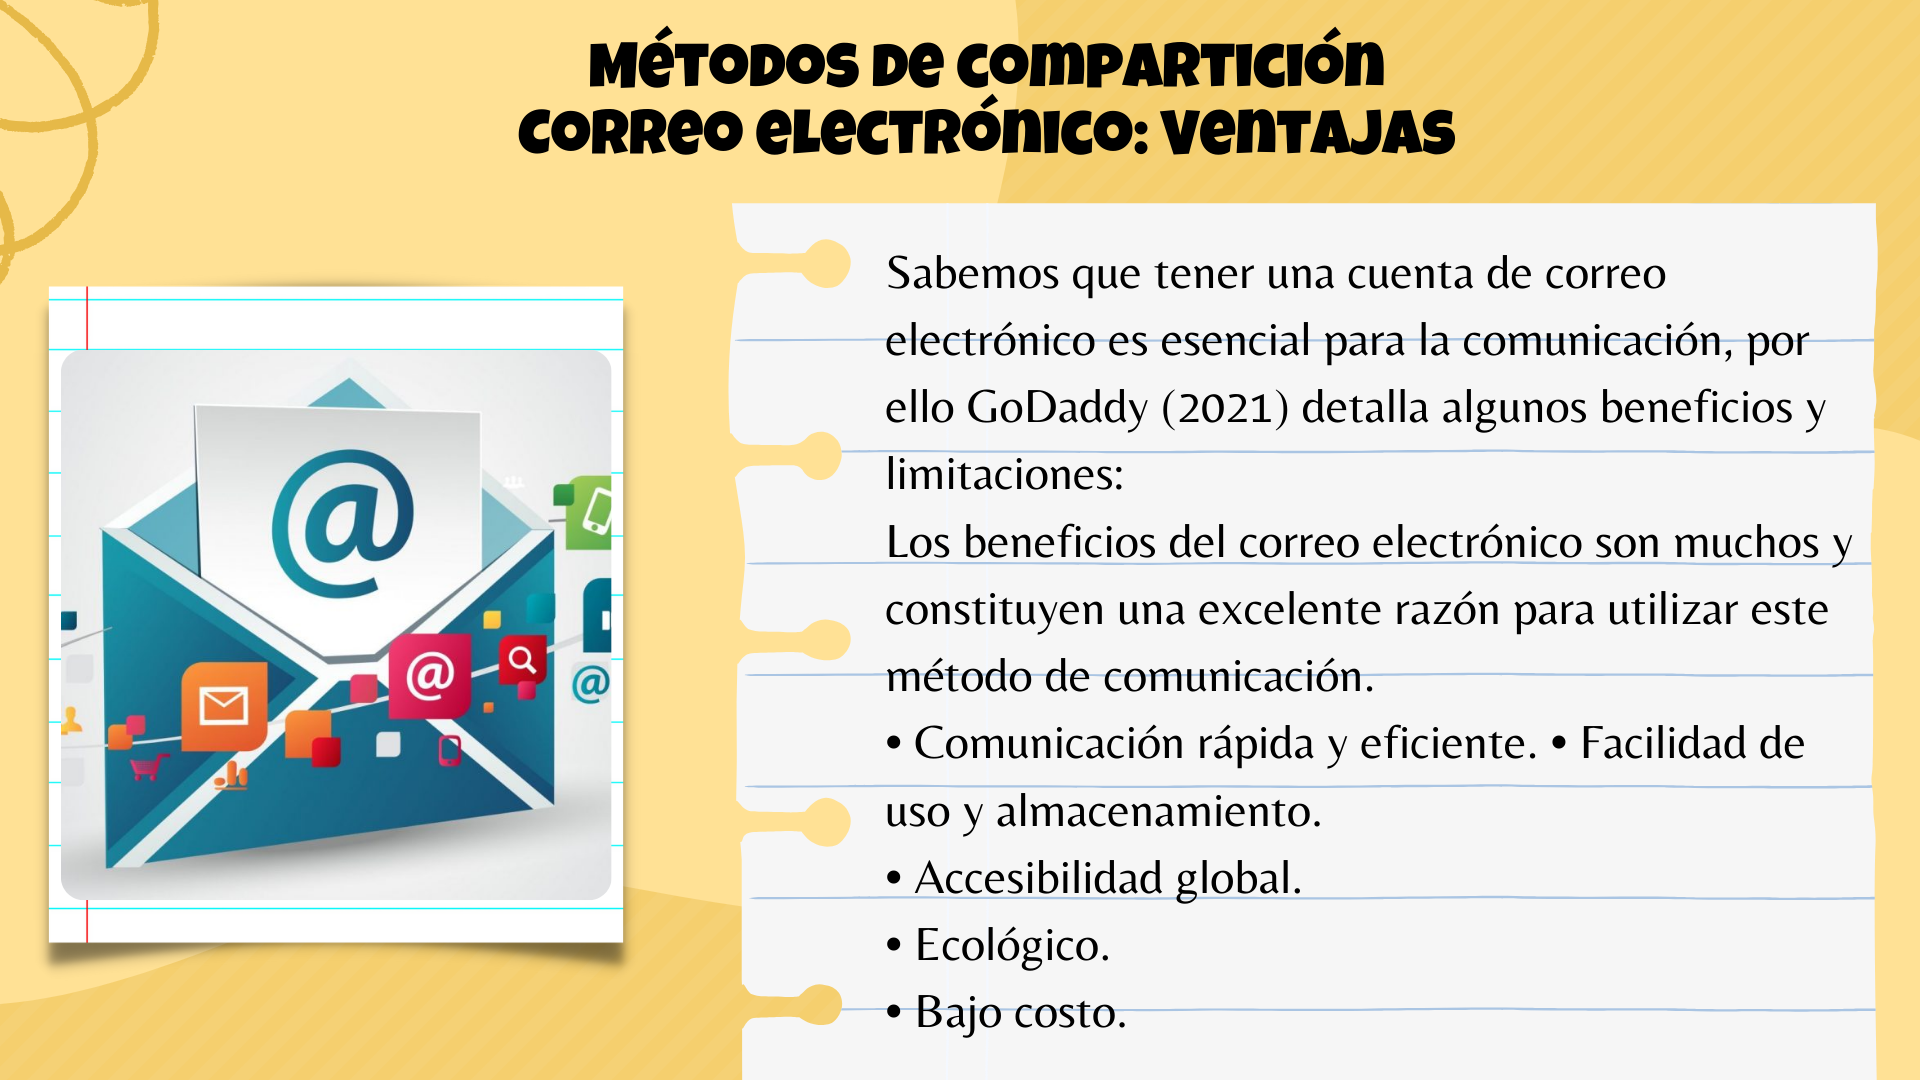 Métodos de compartición
correo electrónico: Ventajas
Sabemos que tener una cuenta de correo
electrónico es esencial para la comunicación, por
ello GoDaddy (2021) detalla algunos beneficios y
limitaciones:
Los beneficios del correo electrónico son muchos y
constituyen una excelente razón para utilizar este
método de comunicación.
• Comunicación rápida y eficiente. • Facilidad de
uso y almacenamiento.
• Accesibilidad global.
• Ecológico.
• Bajo costo.
@
@
@